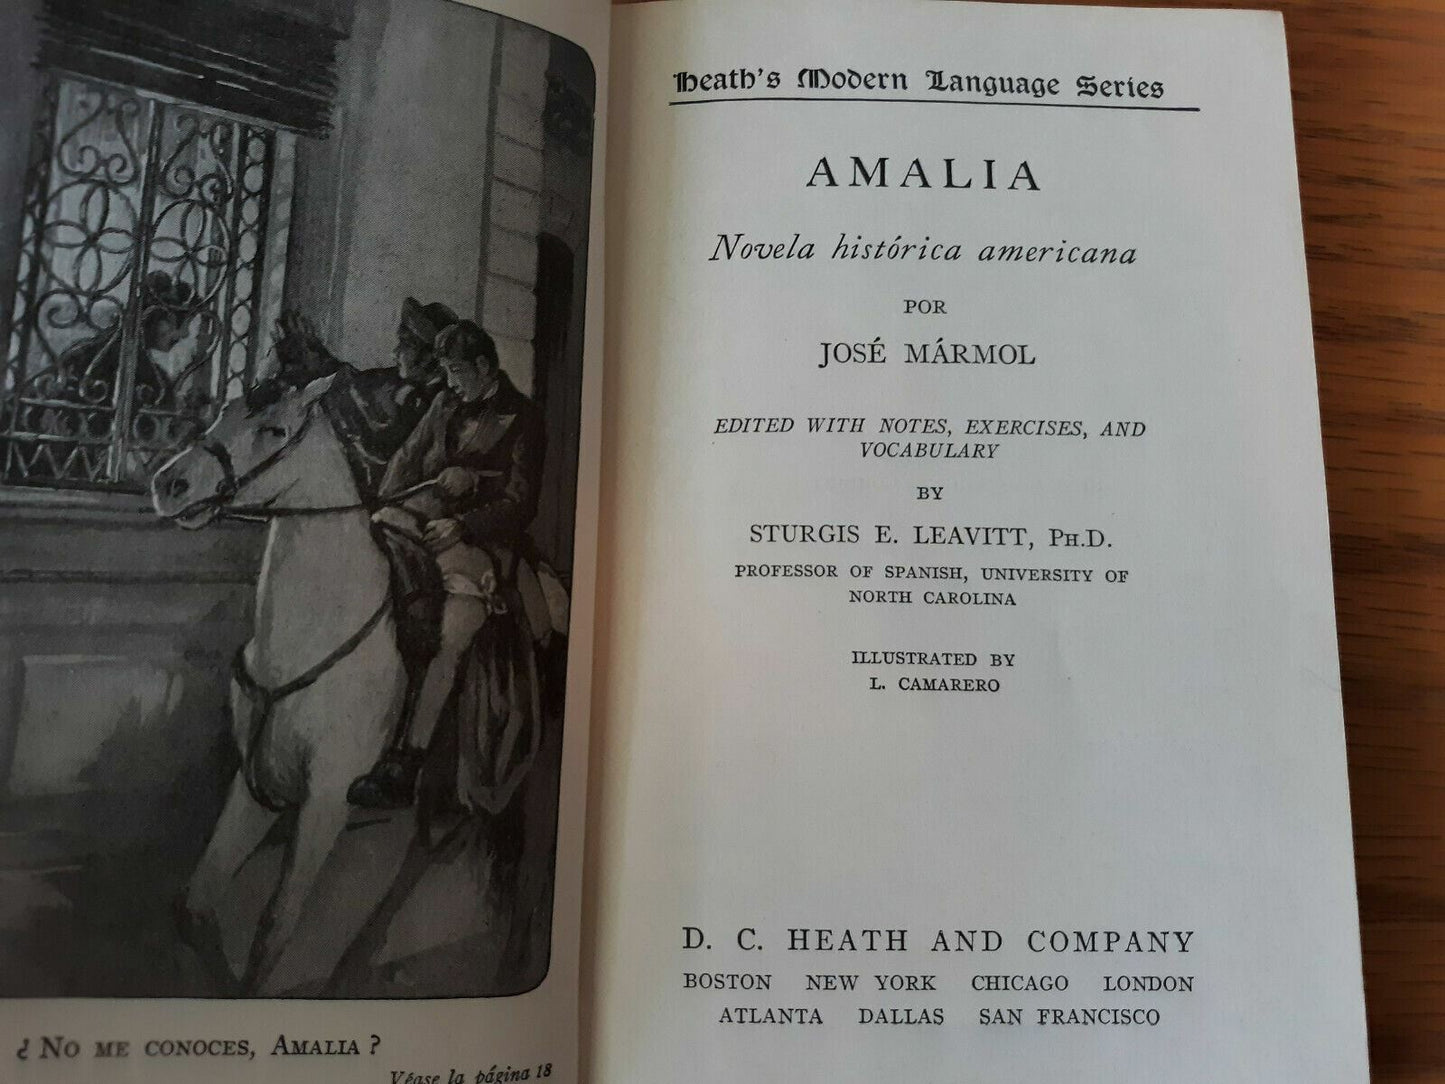 ¿ No me conoces, Amalia ?
Véase la página 18
Heath's Modern Language Series
AMALIA
Novela histórica americana
POR
JOSÉ MÁRMOL
EDITED WITH NOTES, EXERCISES, AND
VOCABULARY
BY
STURGIS E. LEAVITT, Ph.D.
PROFESSOR OF SPANISH, UNIVERSITY OF
NORTH CAROLINA
ILLUSTRATED BY
L. CAMARERO
D. C. HEATH AND COMPANY
BOSTON NEW YORK CHICAGO LONDON
ATLANTA DALLAS SAN FRANCISCO